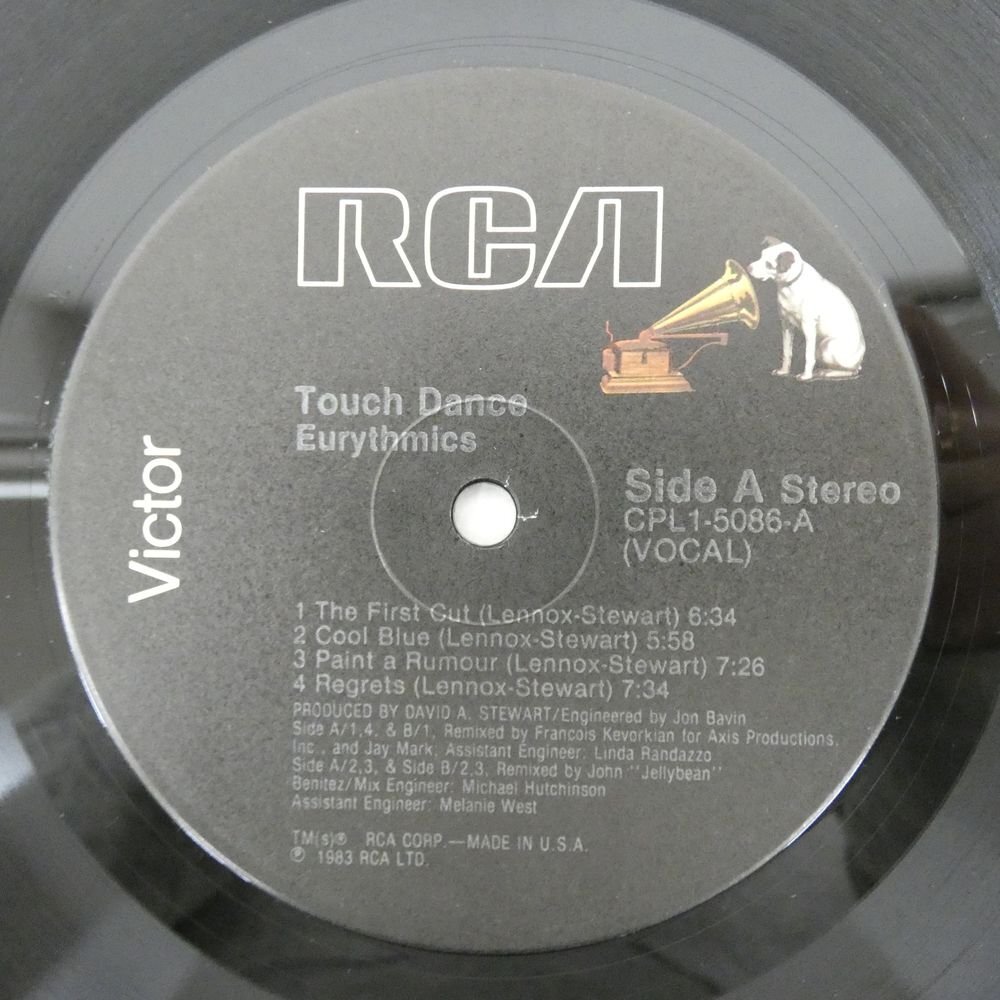 RCA
Victor
Touch Dance
Eurythmics
Side A Stereo
CPL1-5086-A
(VOCAL)
1 The First Cut (Lennox-Stewart) 6:34
2 Cool Blue (Lennox-Stewart) 5:58
3 Paint a Rumour (Lennox-Stewart) 7:26
4 Regrets (Lennox-Stewart) 7:34
PRODUCED BY DAVID A. STEWART/Engineered by Jon Bavin
Side A/1,4, & B/1, Remixed by Francois Kevorkian for Axis Productions,
Inc., and Jay Mark, Assistant Engineer: Linda Randazzo
Side A/2,3, & Side B/2,3, Remixed by John "Jellybean"
Benitez/Mix Engineer: Michael Hutchinson
Assistant Engineer: Melanie West
TM(s)® RCA CORP.—MADE IN U.S.A.
℗ 1983 RCA LTD.